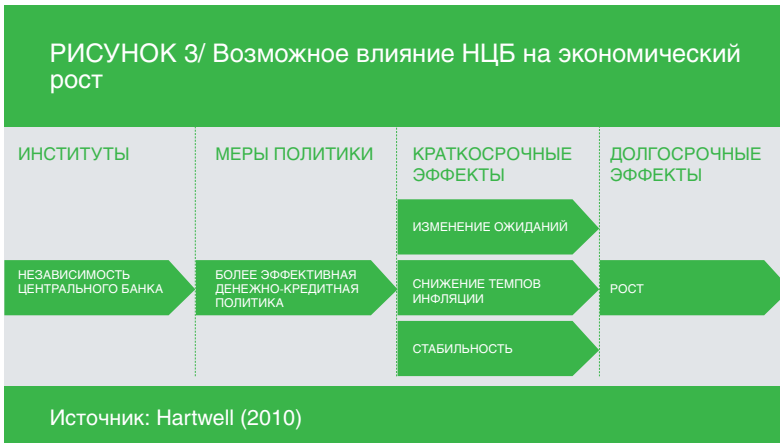 РИСУНОК 3/ Возможное влияние НЦБ на экономический
рост
ИНСТИТУТЫ
МЕРЫ ПОЛИТИКИ
КРАТКОСРОЧНЫЕ
ЭФФЕКТЫ
ДОЛГОСРОЧНЫЕ
ЭФФЕКТЫ
НЕЗАВИСИМОСТЬ
ЦЕНТРАЛЬНОГО БАНКА
БОЛЕЕ ЭФФЕКТИВНАЯ
ДЕНЕЖНО-КРЕДИТНАЯ
ПОЛИТИКА
ИЗМЕНЕНИЕ ОЖИДАНИЙ
СНИЖЕНИЕ ТЕМПОВ
ИНФЛЯЦИИ
СТАБИЛЬНОСТЬ
РОСТ
Источник: Hartwell (2010)